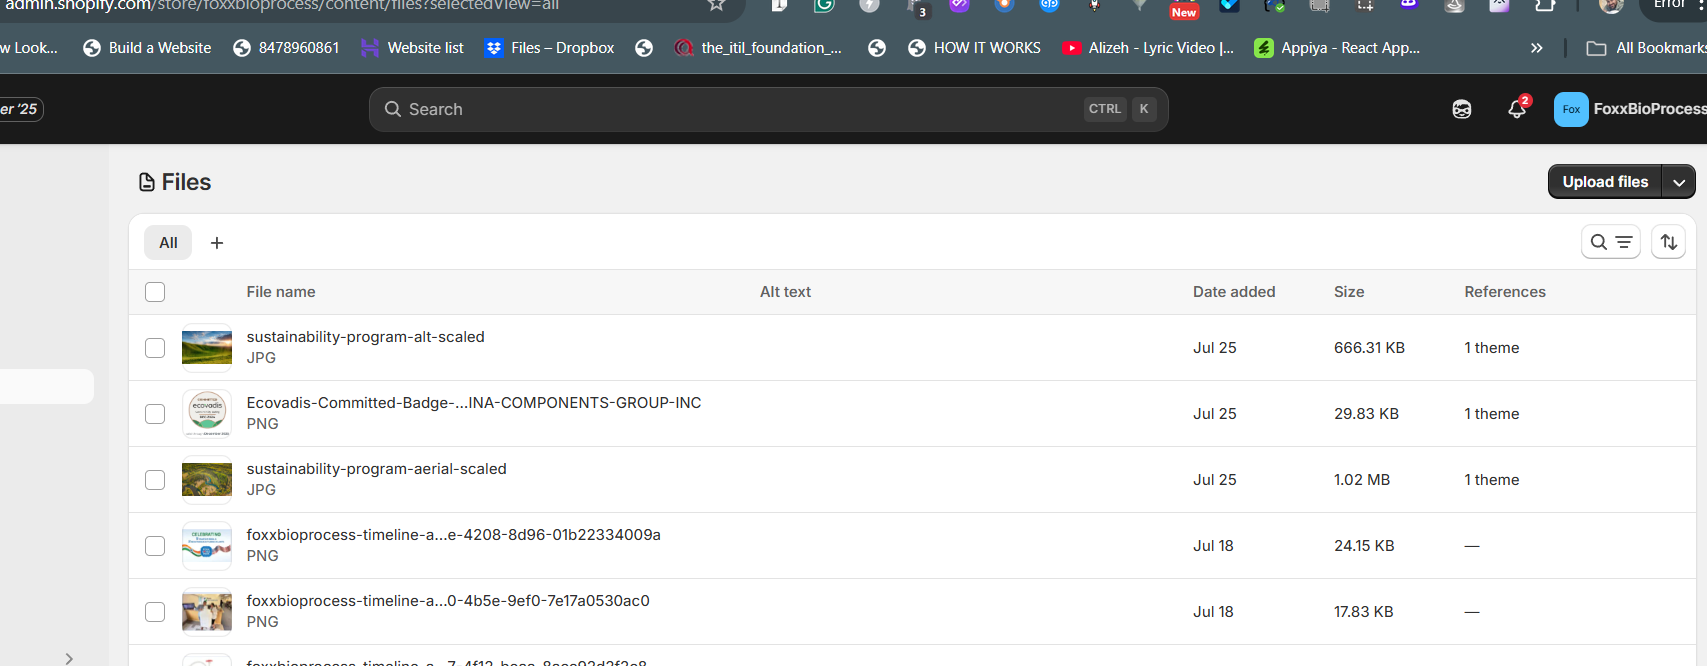 admin.shopify.com/store/foxxbioprocess/content/files?selectedView=all
3
New
Error
w Look...
Build a Website
8478960861
Website list
Files – Dropbox
the_itil_foundation_...
HOW IT WORKS
Alizeh - Lyric Video |...
Appiya - React App...
All Bookmarks
er '25
Search
CTRL K
2
Fox
FoxxBioProcess
Files
Upload files
All
File name Alt text Date added Size References
sustainability-program-alt-scaled
JPG
Jul 25 666.31 KB 1 theme
Ecovadis-Committed-Badge-...INA-COMPONENTS-GROUP-INC
PNG
Jul 25 29.83 KB 1 theme
ecovadis
sustainability-program-aerial-scaled
JPG
Jul 25 1.02 MB 1 theme
foxxbioprocess-timeline-a...e-4208-8d96-01b22334009a
PNG
Jul 18 24.15 KB —
CELEBRATING
foxxbioprocess-timeline-a...0-4b5e-9ef0-7e17a0530ac0
PNG
Jul 18 17.83 KB —